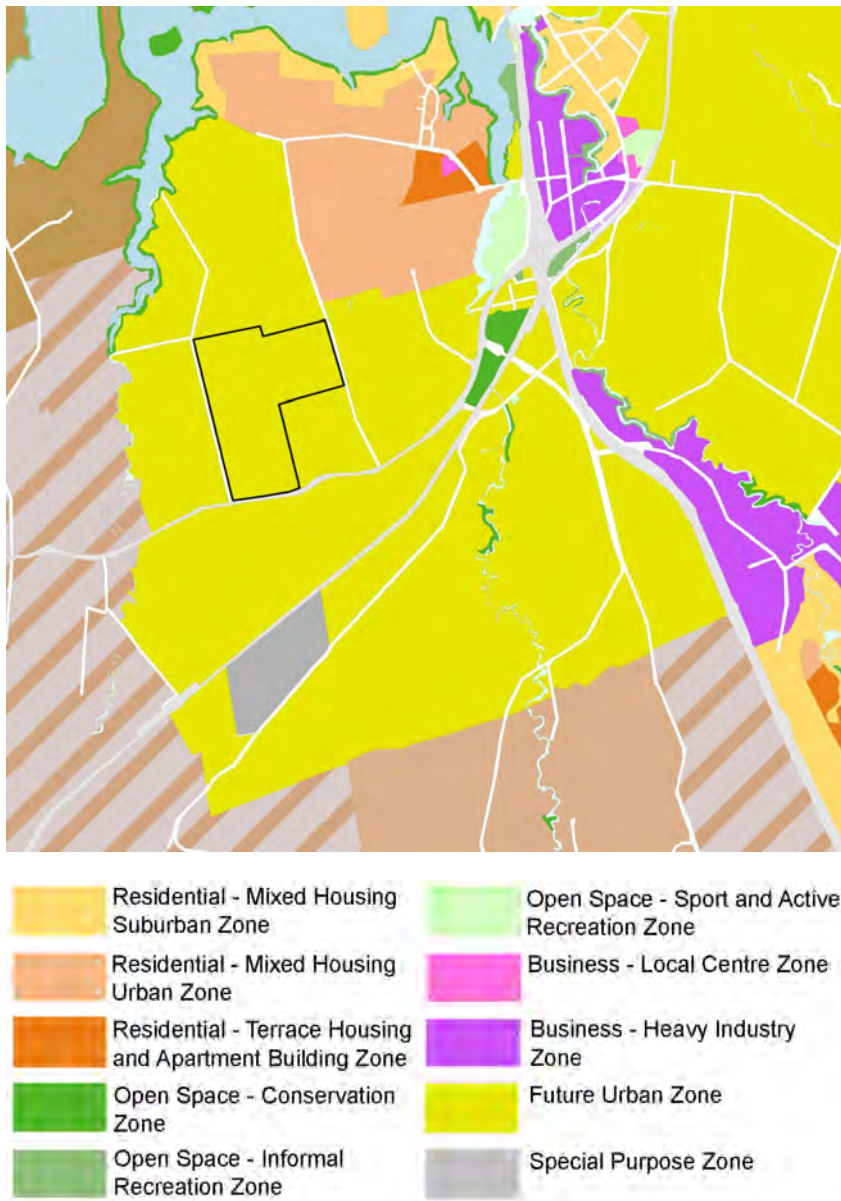 Residential - Mixed Housing
Suburban Zone
Residential - Mixed Housing
Urban Zone
Residential - Terrace Housing
and Apartment Building Zone
Open Space - Conservation
Zone
Open Space - Informal
Recreation Zone
Open Space - Sport and Active
Recreation Zone
Business - Local Centre Zone
Business - Heavy Industry
Zone
Future Urban Zone
Special Purpose Zone